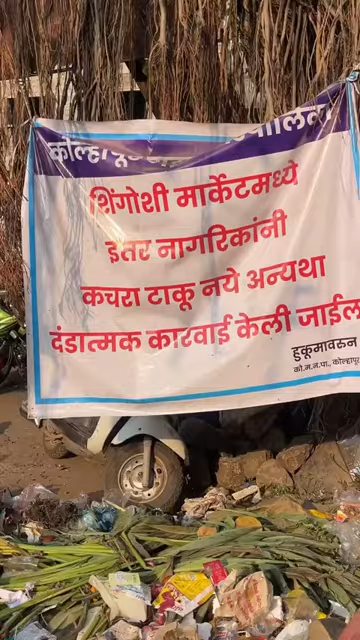 कोल्हापूर
शिंगोशी मार्केटमध्ये
इतर नागरिकांनी
कचरा टाकू नये अन्यथा
दंडात्मक कारवाई केली जाईल
हुकूमावरुन
को.म.न.पा., कोल्हापूर